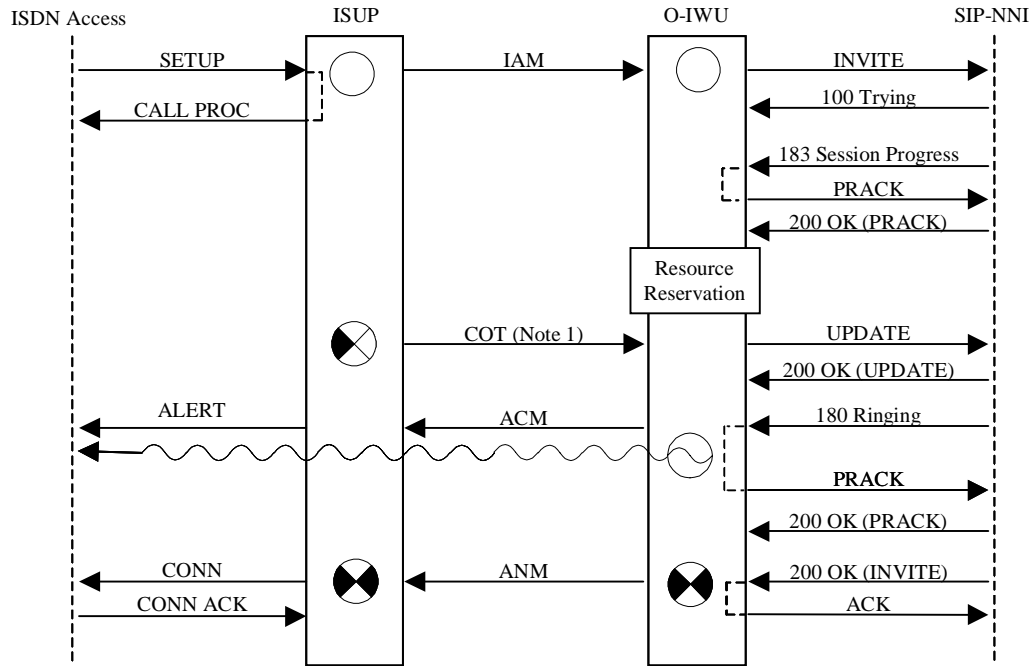 ISDN Access
ISUP
O-IWU
SIP-NNI
SETUP
IAM
INVITE
CALL PROC
100 Trying
183 Session Progress
PRACK
200 OK (PRACK)
Resource
Reservation
COT (Note 1)
UPDATE
200 OK (UPDATE)
ALERT
ACM
180 Ringing
PRACK
200 OK (PRACK)
CONN
ANM
200 OK (INVITE)
CONN ACK
ACK